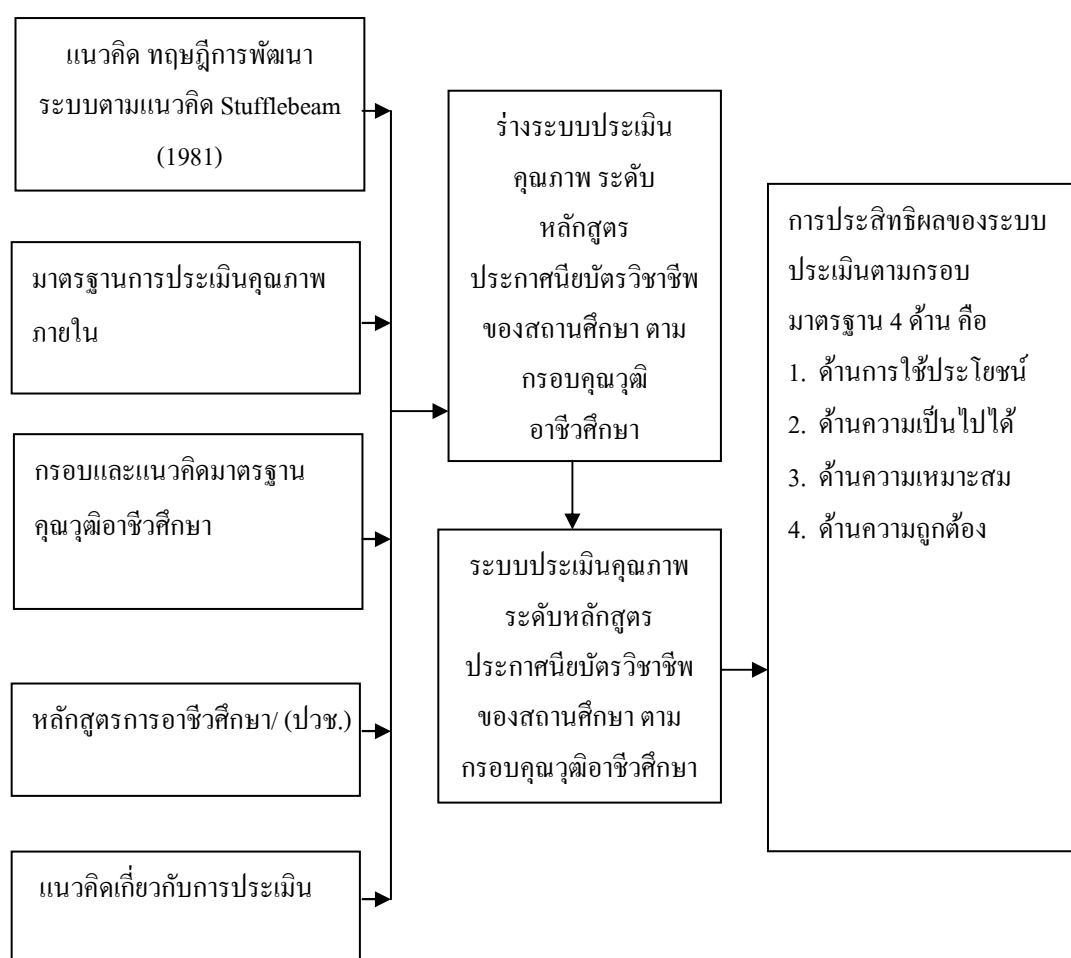 แนวคิด ทฤษฎีการพัฒนา
ระบบตามแนวคิด Stufflebeam
(1981)
มาตรฐานการประเมินคุณภาพ
ภายใน
กรอบและแนวคิดมาตรฐาน
คุณวุฒิอาชีวศึกษา
หลักสูตรการอาชีวศึกษา/ (ปวช.)
แนวคิดเกี่ยวกับการประเมิน
ร่างระบบประเมิน
คุณภาพ ระดับ
หลักสูตร
ประกาศนียบัตรวิชาชีพ
ของสถานศึกษา ตาม
กรอบคุณวุฒิ
อาชีวศึกษา
ระบบประเมินคุณภาพ
ระดับหลักสูตร
ประกาศนียบัตรวิชาชีพ
ของสถานศึกษา ตาม
กรอบคุณวุฒิอาชีวศึกษา
การประสิทธิผลของระบบ
ประเมินตามกรอบ
มาตรฐาน 4 ด้าน คือ
1. ด้านการใช้ประโยชน์
2. ด้านความเป็นไปได้
3. ด้านความเหมาะสม
4. ด้านความถูกต้อง